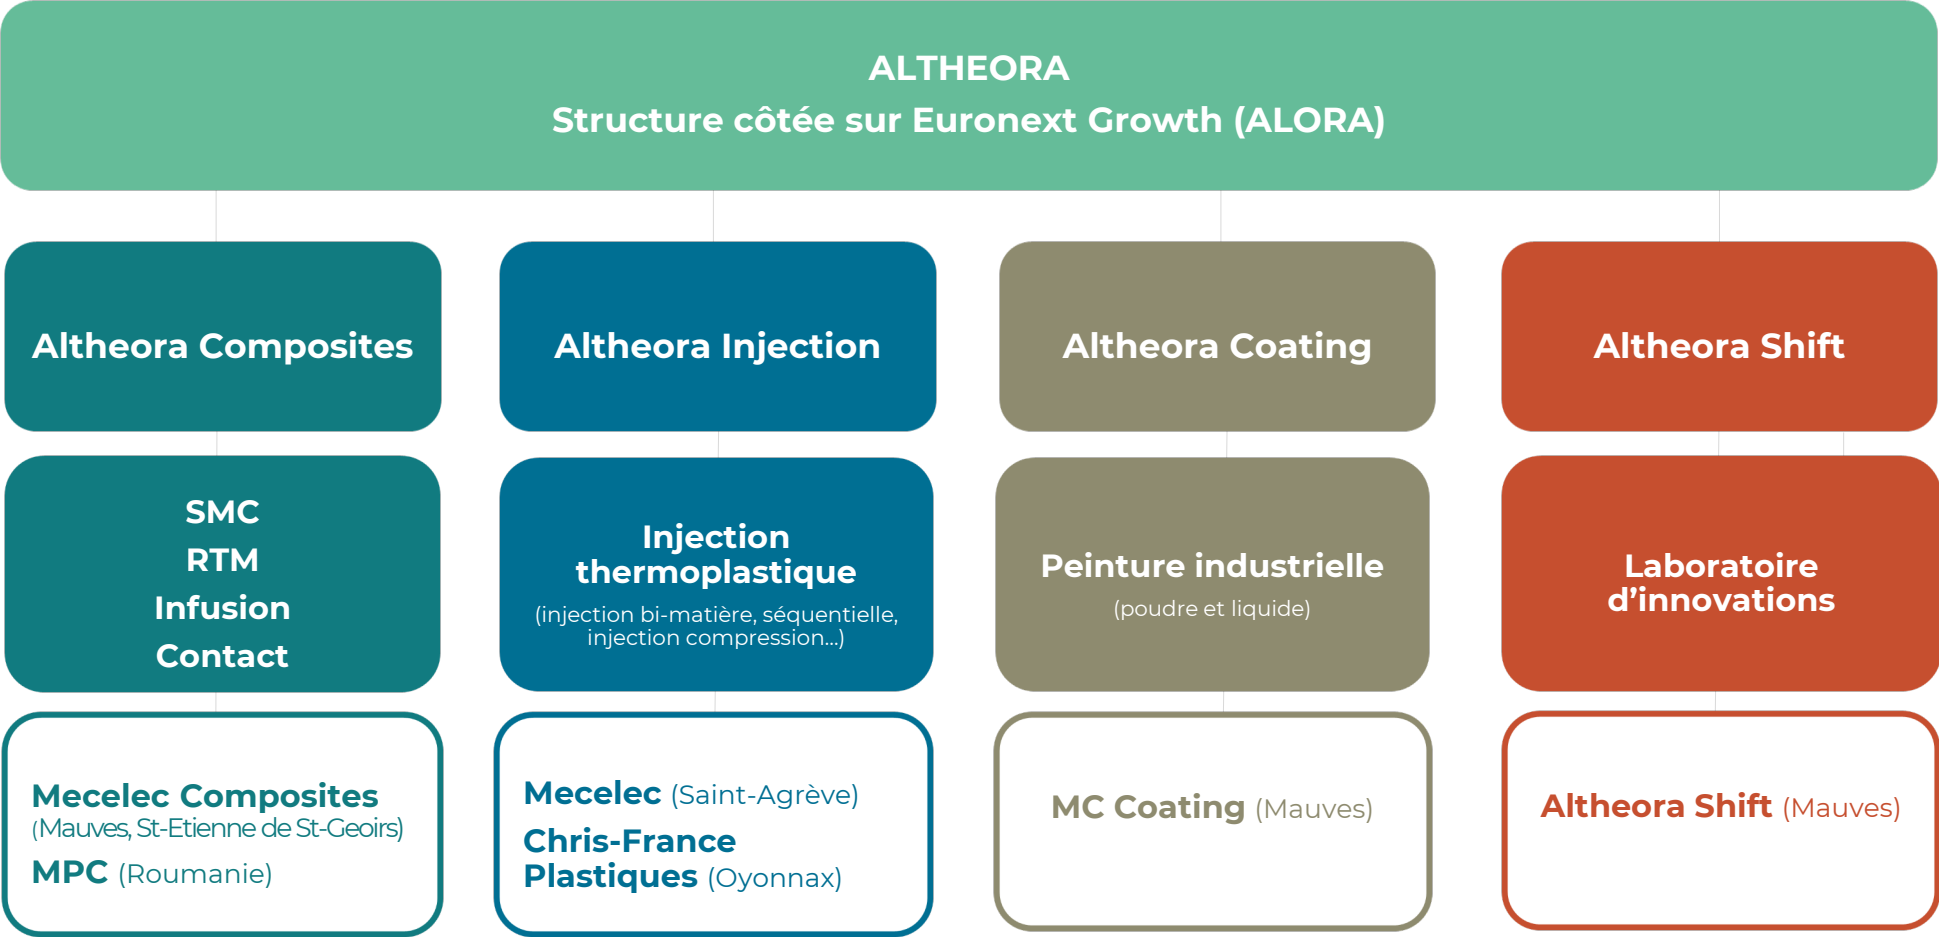 ALTHEORA
Structure côtée sur Euronext Growth (ALORA)
Altheora Composites
Altheora Injection
Altheora Coating
Altheora Shift
SMC
RTM
Infusion
Contact
Injection
thermoplastique
(injection bi-matière, séquentielle,
injection compression...)
Peinture industrielle
(poudre et liquide)
Laboratoire
d’innovations
Mecelec Composites
(Mauves, St-Etienne de St-Geoirs)
MPC (Roumanie)
Mecelec (Saint-Agrève)
Chris-France
Plastiques (Oyonnax)
MC Coating (Mauves)
Altheora Shift (Mauves)